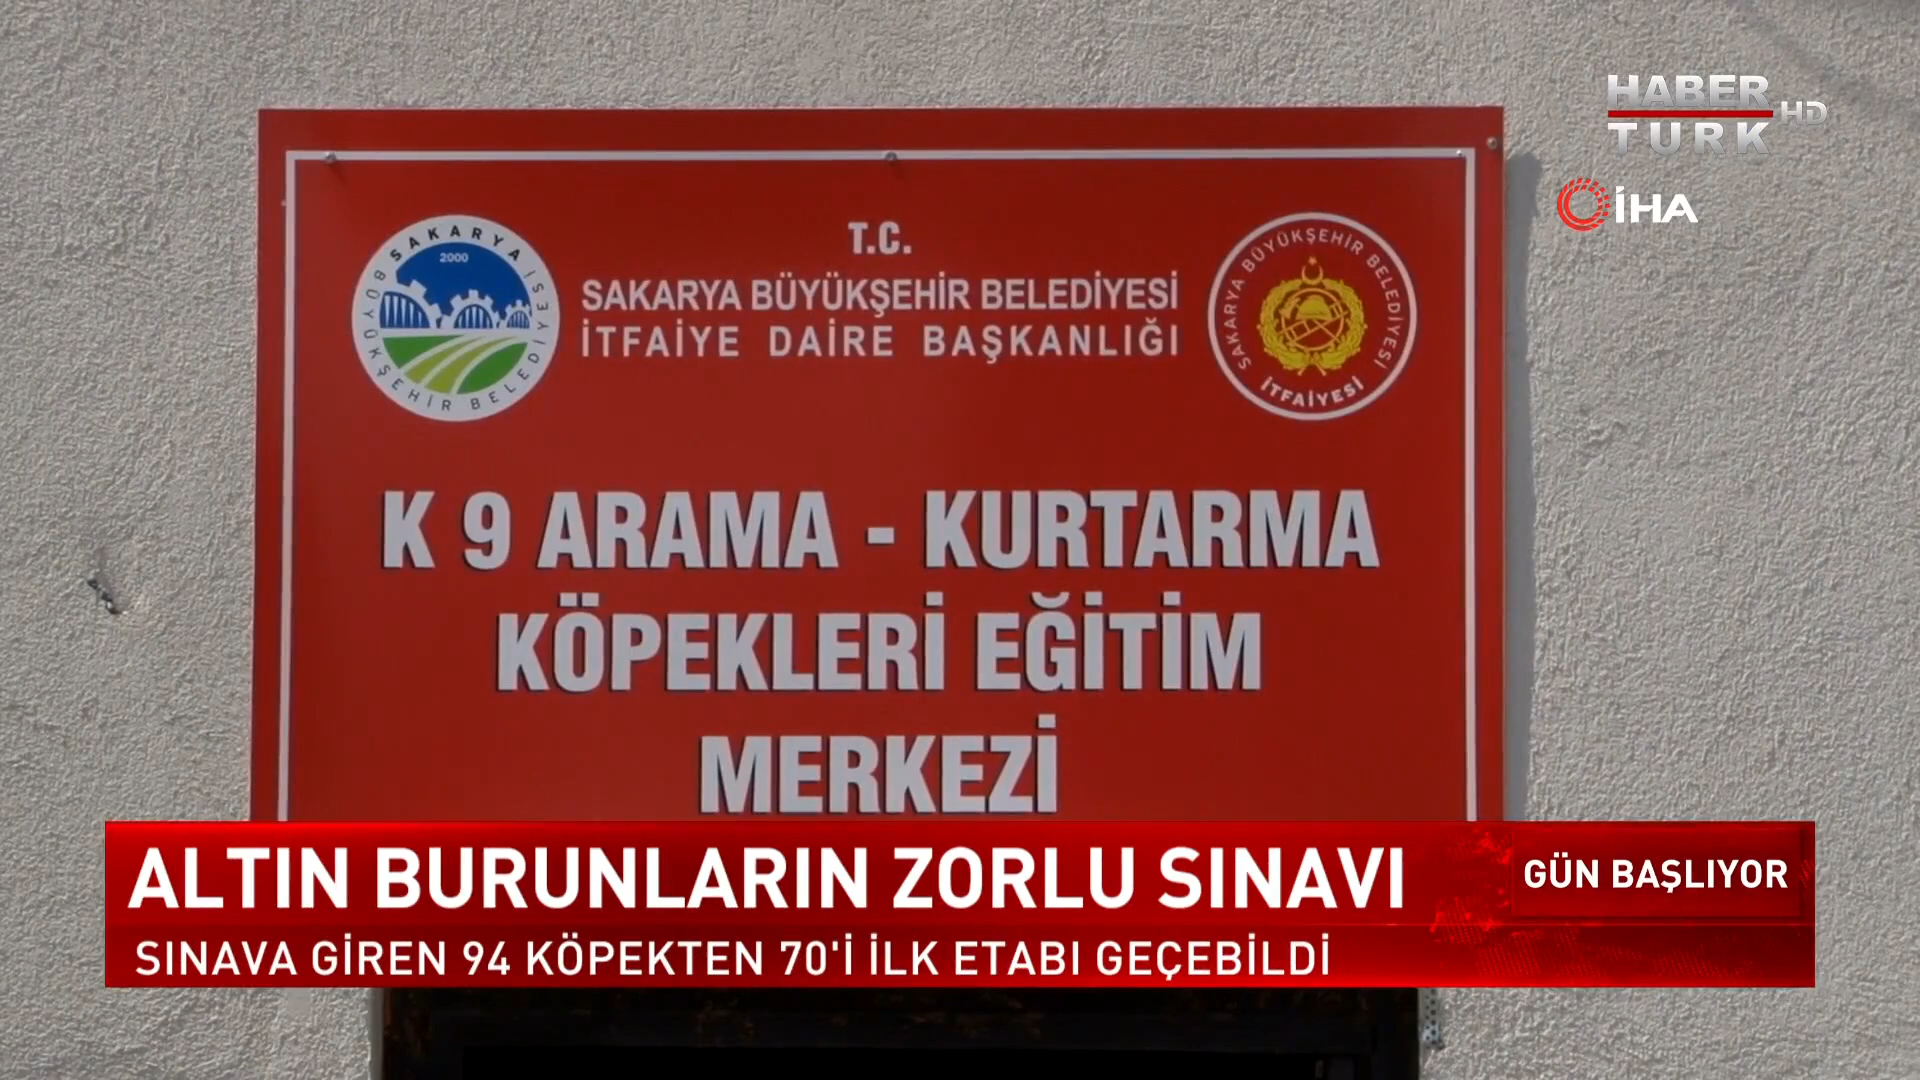 HABER
TURK HD
İHA
T.C.
SAKARYA BÜYÜKŞEHİR BELEDİYESİ
İTFAİYE DAİRE BAŞKANLIĞI
SAKARYA
2000
BÜYÜKŞEHİR BELEDİYESİ
SAKARYA BÜYÜKŞEHİR BELEDİYESİ
İTFAİYESİ
K 9 ARAMA - KURTARMA
KÖPEKLERİ EĞİTİM
MERKEZİ
ALTIN BURUNLARIN ZORLU SINAVI
GÜN BAŞLIYOR
SINAVA GİREN 94 KÖPEKTEN 70'İ İLK ETABI GEÇEBİLDİ